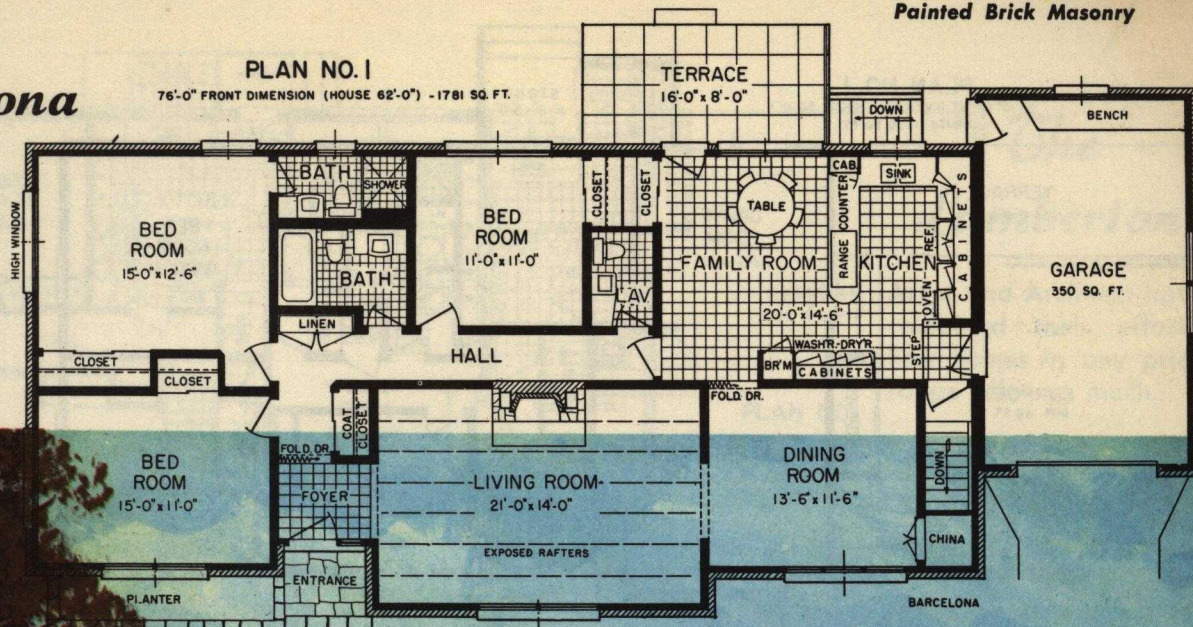 Painted Brick Masonry
ona
PLAN NO. 1
76'-0" FRONT DIMENSION (HOUSE 62'-0") - 1781 SQ. FT.
TERRACE
16'-0" x 8'-0"
DOWN
BENCH
BATH
SHOWER
CLOSET
CLOSET
CAB.
SINK
HIGH WINDOW
BED
ROOM
15'-0" x 12'-6"
BED
ROOM
11'-0" x 11'-0"
TABLE
COUNTER
RANGE
REF.
OVEN
CABINETS
BATH
LAV
FAMILY ROOM
20'-0" x 14'-6"
KITCHEN
GARAGE
350 SQ. FT.
LINEN
HALL
CLOSET
CLOSET
BR'M
WASH'R.-DRY'R.
CABINETS
STEP
FOLD. DR.
COAT
CLOSET
FOLD. DR.
BED
ROOM
15'-0" x 11'-0"
FOYER
LIVING ROOM
21'-0" x 14'-0"
DINING
ROOM
13'-6" x 11'-6"
DOWN
EXPOSED RAFTERS
CHINA
ENTRANCE
PLANTER
BARCELONA